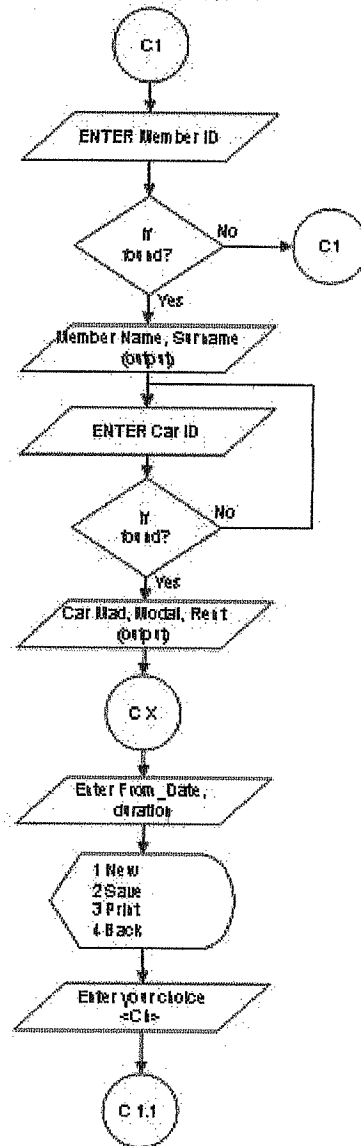 C1
ENTER Member ID
If
found?
No
C1
Yes
Member Name, Surname
(output)
ENTER Car ID
If
found?
No
Yes
Car Mad, Modal, Rent
(output)
C X
Enter From_Date,
duration
1 New
2 Save
3 Print
4 Back
Enter your choice
<Ch>
C 1.1